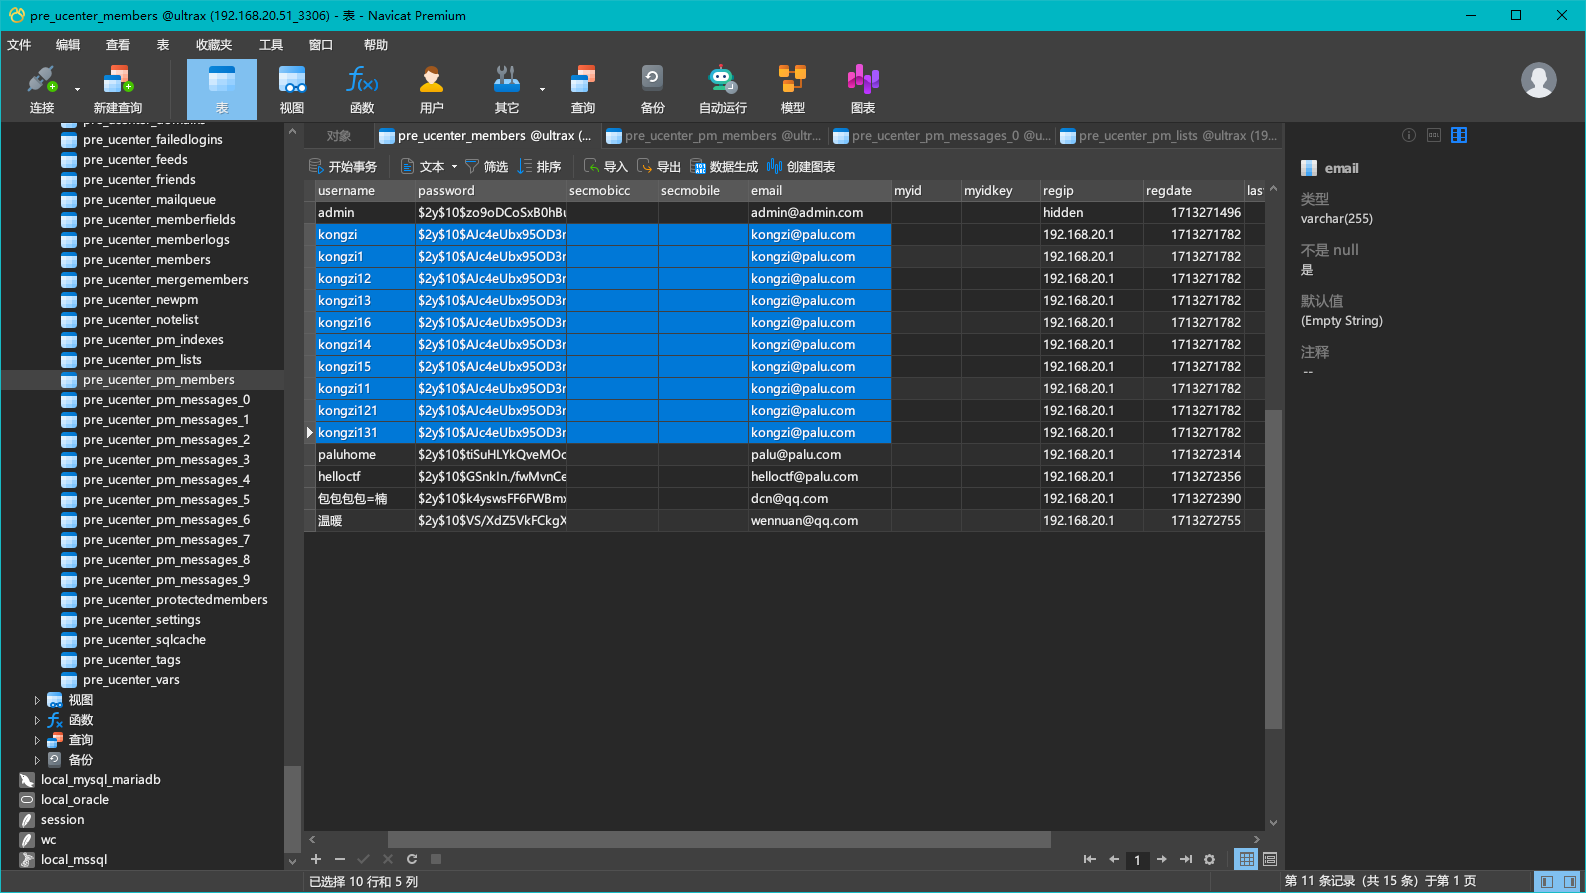 pre_ucenter_members @ultrax (192.168.20.51_3306) - 表 - Navicat Premium
文件 编辑 查看 表 收藏夹 工具 窗口 帮助
连接 新建查询 表 视图 函数 用户 其它 查询 备份 自动运行 模型 图表
对象 pre_ucenter_members @ultrax (... pre_ucenter_pm_members @ultr... pre_ucenter_pm_messages_0 @u... pre_ucenter_pm_lists @ultrax (19...
开始事务 文本 筛选 排序 导入 导出 数据生成 创建图表
pre_ucenter_domains
pre_ucenter_failedlogins
pre_ucenter_feeds
pre_ucenter_friends
pre_ucenter_mailqueue
pre_ucenter_memberfields
pre_ucenter_memberlogs
pre_ucenter_members
pre_ucenter_mergemembers
pre_ucenter_newpm
pre_ucenter_notelist
pre_ucenter_pm_indexes
pre_ucenter_pm_lists
pre_ucenter_pm_members
pre_ucenter_pm_messages_0
pre_ucenter_pm_messages_1
pre_ucenter_pm_messages_2
pre_ucenter_pm_messages_3
pre_ucenter_pm_messages_4
pre_ucenter_pm_messages_5
pre_ucenter_pm_messages_6
pre_ucenter_pm_messages_7
pre_ucenter_pm_messages_8
pre_ucenter_pm_messages_9
pre_ucenter_protectedmembers
pre_ucenter_settings
pre_ucenter_sqlcache
pre_ucenter_tags
pre_ucenter_vars
视图
函数
查询
备份
local_mysql_mariadb
local_oracle
session
wc
local_mssql
username password secmobicc secmobile email myid myidkey regip regdate las
admin $2y$10$zo9oDCoSxB0hBu admin@admin.com hidden 1713271496
kongzi $2y$10$AJc4eUbx95OD3r kongzi@palu.com 192.168.20.1 1713271782
kongzi1 $2y$10$AJc4eUbx95OD3r kongzi@palu.com 192.168.20.1 1713271782
kongzi12 $2y$10$AJc4eUbx95OD3r kongzi@palu.com 192.168.20.1 1713271782
kongzi13 $2y$10$AJc4eUbx95OD3r kongzi@palu.com 192.168.20.1 1713271782
kongzi16 $2y$10$AJc4eUbx95OD3r kongzi@palu.com 192.168.20.1 1713271782
kongzi14 $2y$10$AJc4eUbx95OD3r kongzi@palu.com 192.168.20.1 1713271782
kongzi15 $2y$10$AJc4eUbx95OD3r kongzi@palu.com 192.168.20.1 1713271782
kongzi11 $2y$10$AJc4eUbx95OD3r kongzi@palu.com 192.168.20.1 1713271782
kongzi121 $2y$10$AJc4eUbx95OD3r kongzi@palu.com 192.168.20.1 1713271782
kongzi131 $2y$10$AJc4eUbx95OD3r kongzi@palu.com 192.168.20.1 1713271782
paluhome $2y$10$tiSuHLYkQveMOc palu@palu.com 192.168.20.1 1713272314
helloctf $2y$10$GSnkIn./fwMvnCe helloctf@palu.com 192.168.20.1 1713272356
包包包包=楠 $2y$10$k4yswsFF6FWBmx dcn@qq.com 192.168.20.1 1713272390
温暖 $2y$10$VS/XdZ5VkFCkgX wennuan@qq.com 192.168.20.1 1713272755
email
类型
varchar(255)
不是 null
是
默认值
(Empty String)
注释
--
1
已选择 10 行和 5 列
第 11 条记录 (共 15 条) 于第 1 页